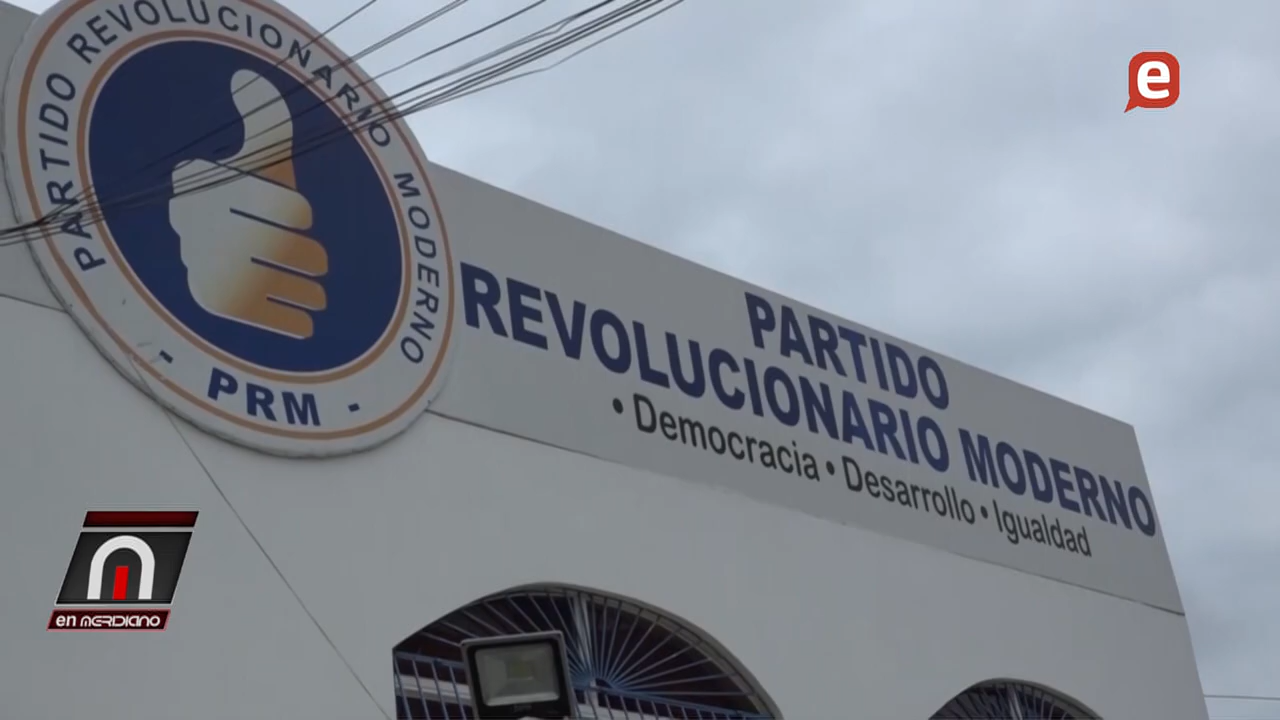 PARTIDO REVOLUCIONARIO MODERNO
- PRM -
PARTIDO
REVOLUCIONARIO MODERNO
• Democracia • Desarrollo • Igualdad
e
en MERIDIANO